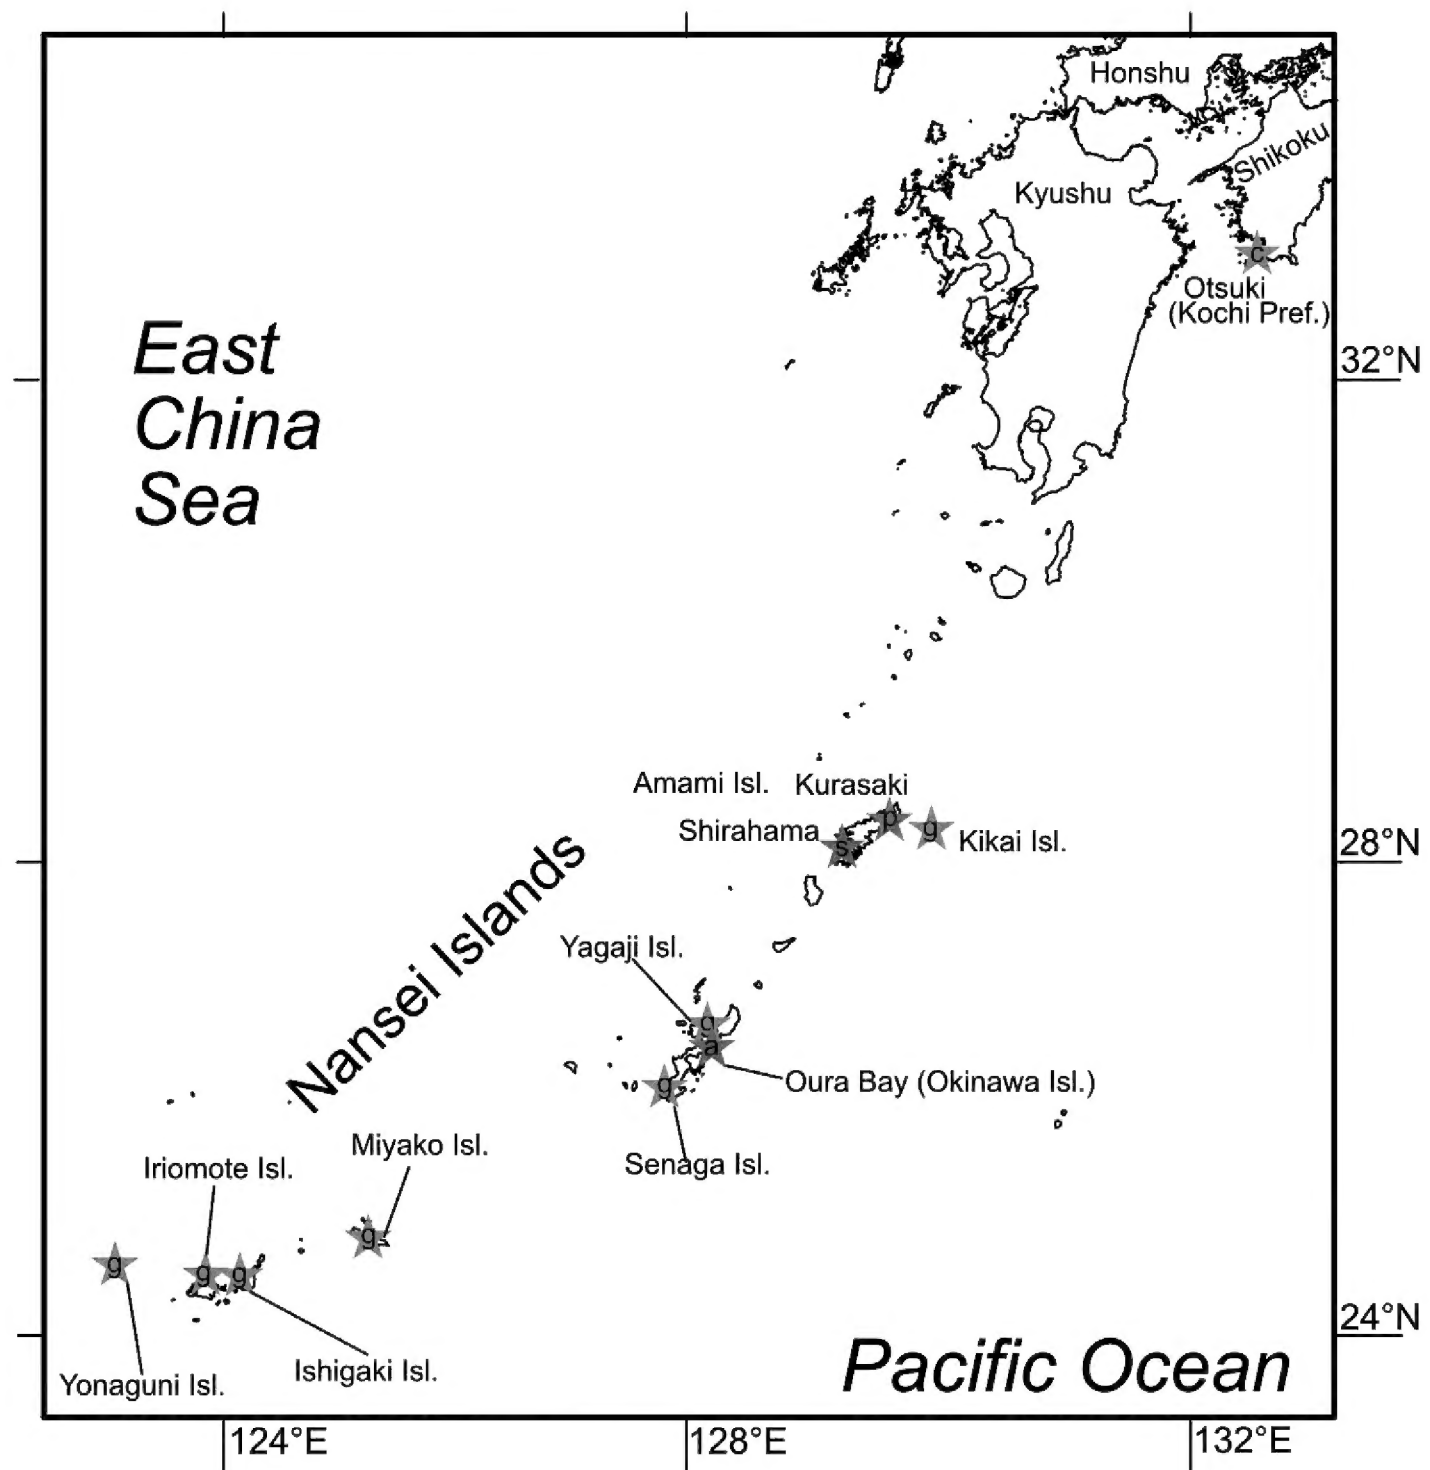 Honshu
Shikoku
Kyushu
c
Otsuki
(Kochi Pref.)
East
China
Sea
32°N
Amami Isl.
Kurasaki
p
g
Shirahama
s
Kikai Isl.
28°N
Nansei Islands
Yagaji Isl.
g
a
g
Oura Bay (Okinawa Isl.)
Senaga Isl.
Miyako Isl.
Iriomote Isl.
g
g
g
g
24°N
Pacific Ocean
Ishigaki Isl.
Yonaguni Isl.
124°E
128°E
132°E